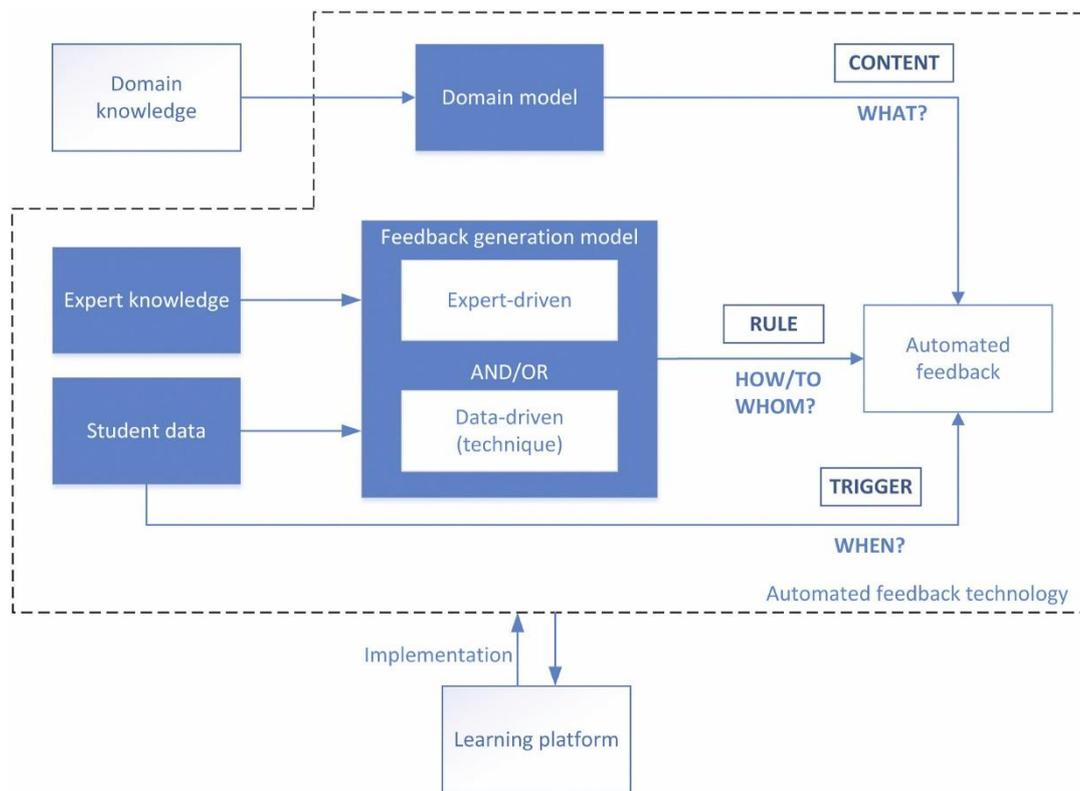 Domain
knowledge
Domain model
CONTENT
WHAT?
Feedback generation model
Expert knowledge
Expert-driven
RULE
Automated
feedback
AND/OR
HOW/TO
WHOM?
Student data
Data-driven
(technique)
TRIGGER
WHEN?
Automated feedback technology
Implementation
Learning platform